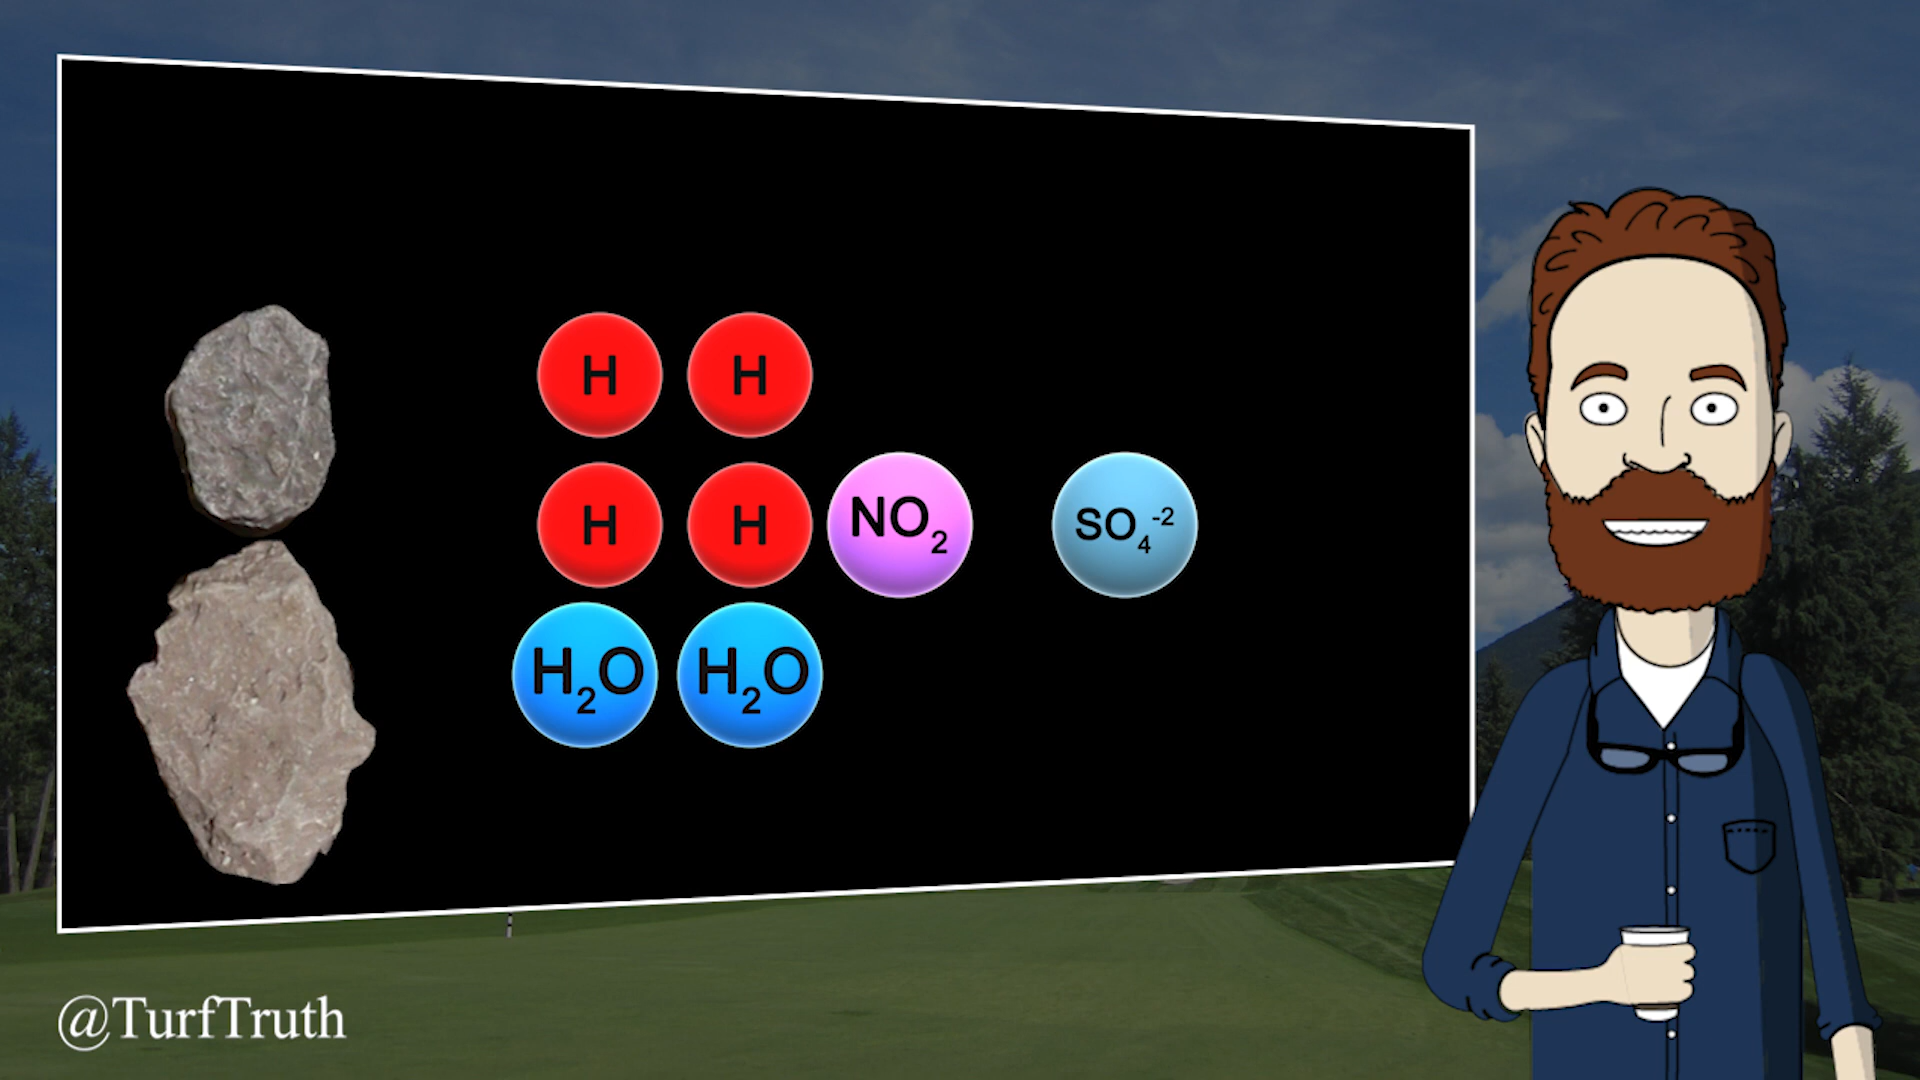 H H
H H NO₂ SO₄⁻²
H₂O H₂O
@TurfTruth